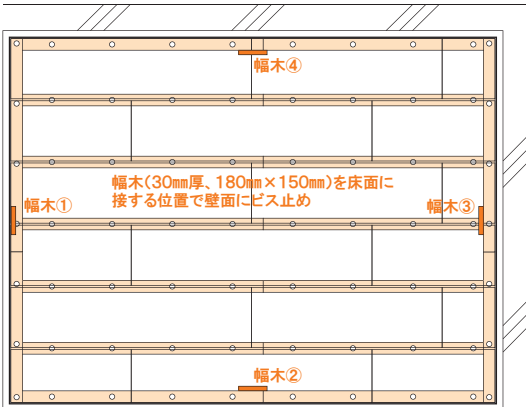 幅木④
幅木(30㎜厚、180㎜×150㎜)を床面に
接する位置で壁面にビス止め
幅木①
幅木③
幅木②